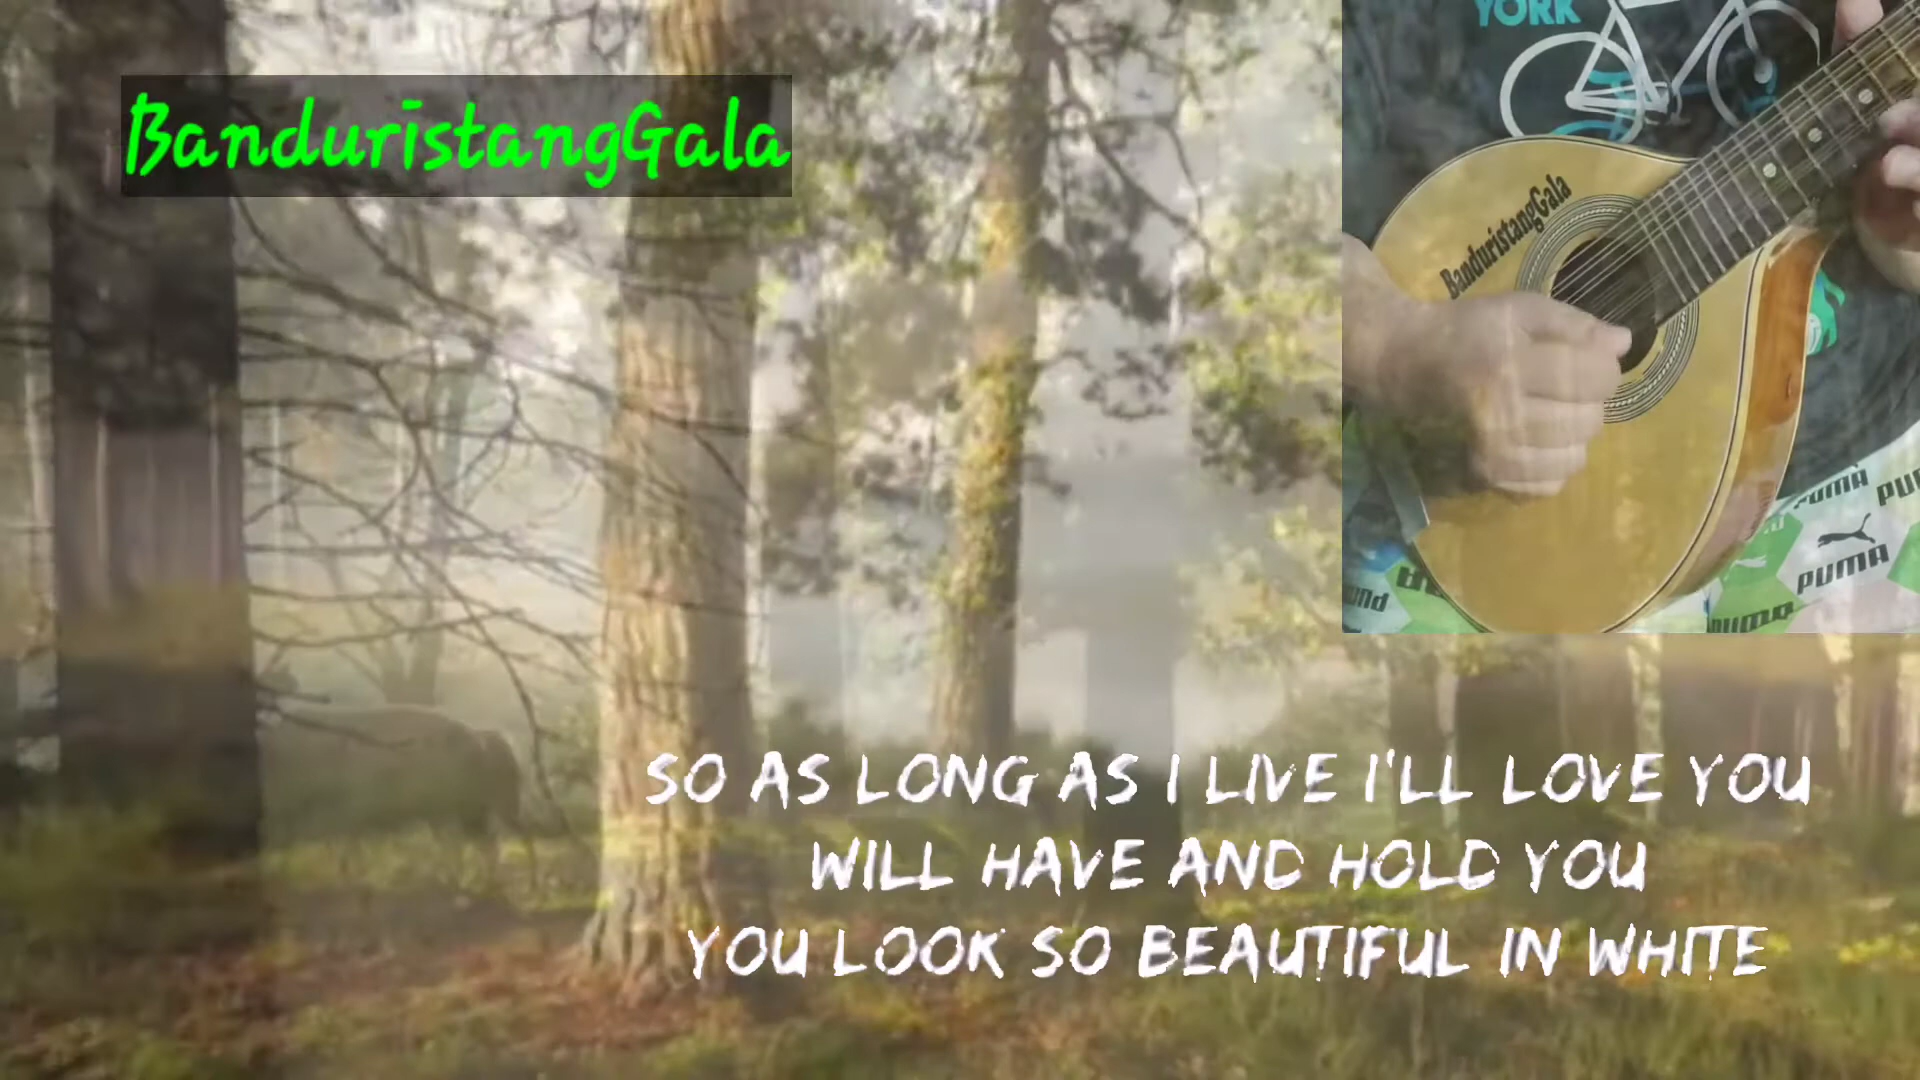 BanduristangGala
YORK
BanduristangGala
PUMA
PUMA
PUMA
SO AS LONG AS I LIVE I'LL LOVE YOU
WILL HAVE AND HOLD YOU
YOU LOOK SO BEAUTIFUL IN WHITE